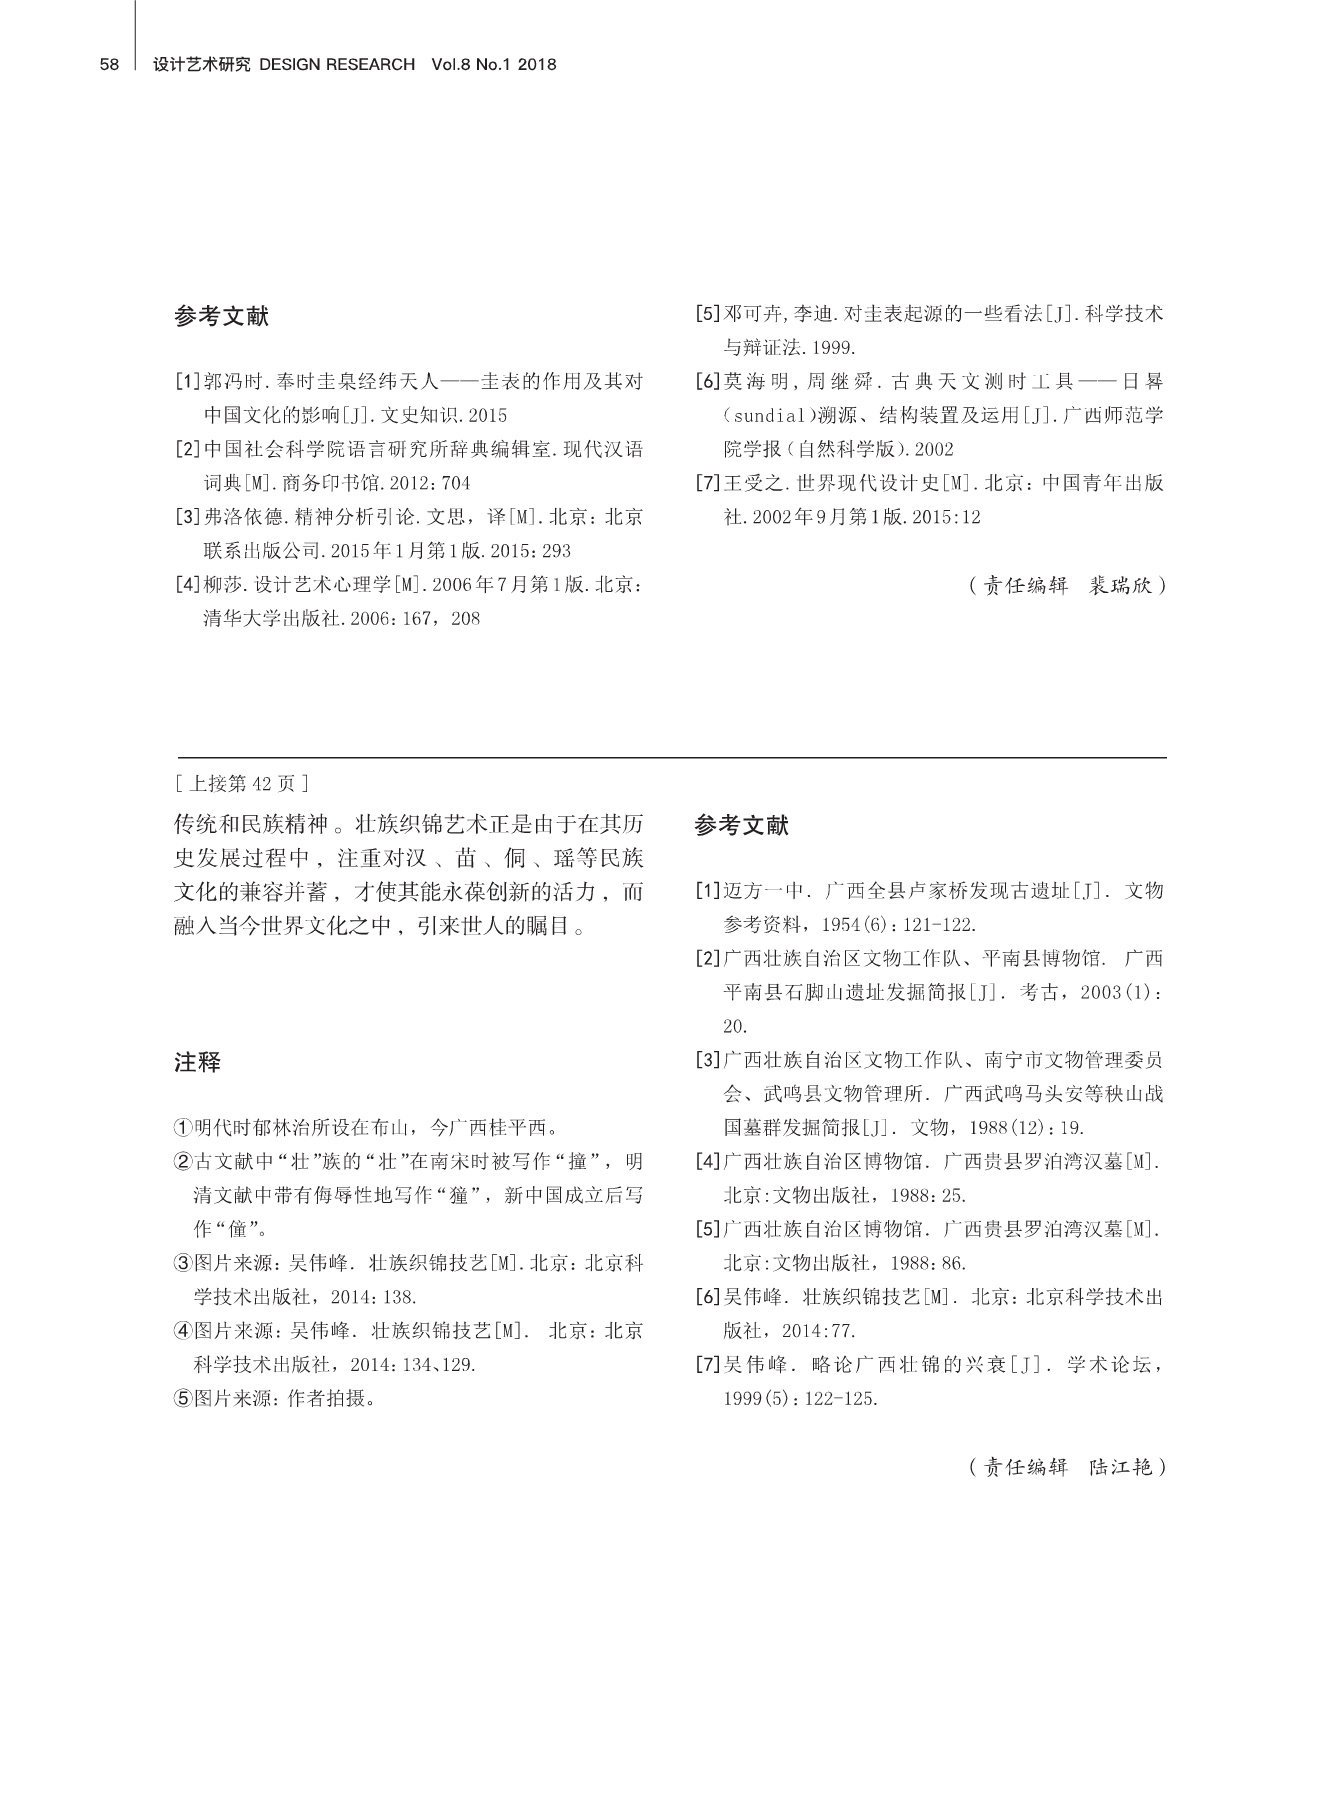 58 设计艺术研究 DESIGN RESEARCH Vol.8 No.1 2018
参考文献
[1]郭冯时.奉时圭臬经纬天人——圭表的作用及其对
中国文化的影响[J].文史知识.2015
[2]中国社会科学院语言研究所辞典编辑室.现代汉语
词典[M].商务印书馆.2012:704
[3]弗洛依德.精神分析引论.文思，译[M].北京：北京
联系出版公司.2015年1月第1版.2015:293
[4]柳莎.设计艺术心理学[M].2006年7月第1版.北京：
清华大学出版社.2006:167，208
[5]邓可卉,李迪.对圭表起源的一些看法[J].科学技术
与辩证法.1999.
[6]莫海明,周继舜.古典天文测时工具——日晷
（sundial）溯源、结构装置及运用[J].广西师范学
院学报（自然科学版）.2002
[7]王受之.世界现代设计史[M].北京：中国青年出版
社.2002年9月第1版.2015:12
（责任编辑　裴瑞欣）
[上接第 42 页]
传统和民族精神。壮族织锦艺术正是由于在其历
史发展过程中，注重对汉、苗、侗、瑶等民族
文化的兼容并蓄，才使其能永葆创新的活力，而
融入当今世界文化之中，引来世人的瞩目。
注释
①明代时郁林治所设在布山，今广西桂平西。
②古文献中“壮”族的“壮”在南宋时被写作“撞”，明
清文献中带有侮辱性地写作“獞”，新中国成立后写
作“僮”。
③图片来源：吴伟峰．壮族织锦技艺[M].北京：北京科
学技术出版社，2014:138.
④图片来源：吴伟峰．壮族织锦技艺[M]．北京：北京
科学技术出版社，2014:134、129.
⑤图片来源：作者拍摄。
参考文献
[1]迈方一中．广西全县卢家桥发现古遗址[J]．文物
参考资料，1954(6):121-122.
[2]广西壮族自治区文物工作队、平南县博物馆．广西
平南县石脚山遗址发掘简报[J]．考古，2003(1):
20.
[3]广西壮族自治区文物工作队、南宁市文物管理委员
会、武鸣县文物管理所．广西武鸣马头安等秧山战
国墓群发掘简报[J]．文物，1988(12):19.
[4]广西壮族自治区博物馆．广西贵县罗泊湾汉墓[M].
北京:文物出版社，1988:25.
[5]广西壮族自治区博物馆．广西贵县罗泊湾汉墓[M].
北京:文物出版社，1988:86.
[6]吴伟峰．壮族织锦技艺[M]．北京：北京科学技术出
版社，2014:77.
[7]吴伟峰．略论广西壮锦的兴衰[J]．学术论坛，
1999(5):122-125.
（责任编辑　陆江艳）